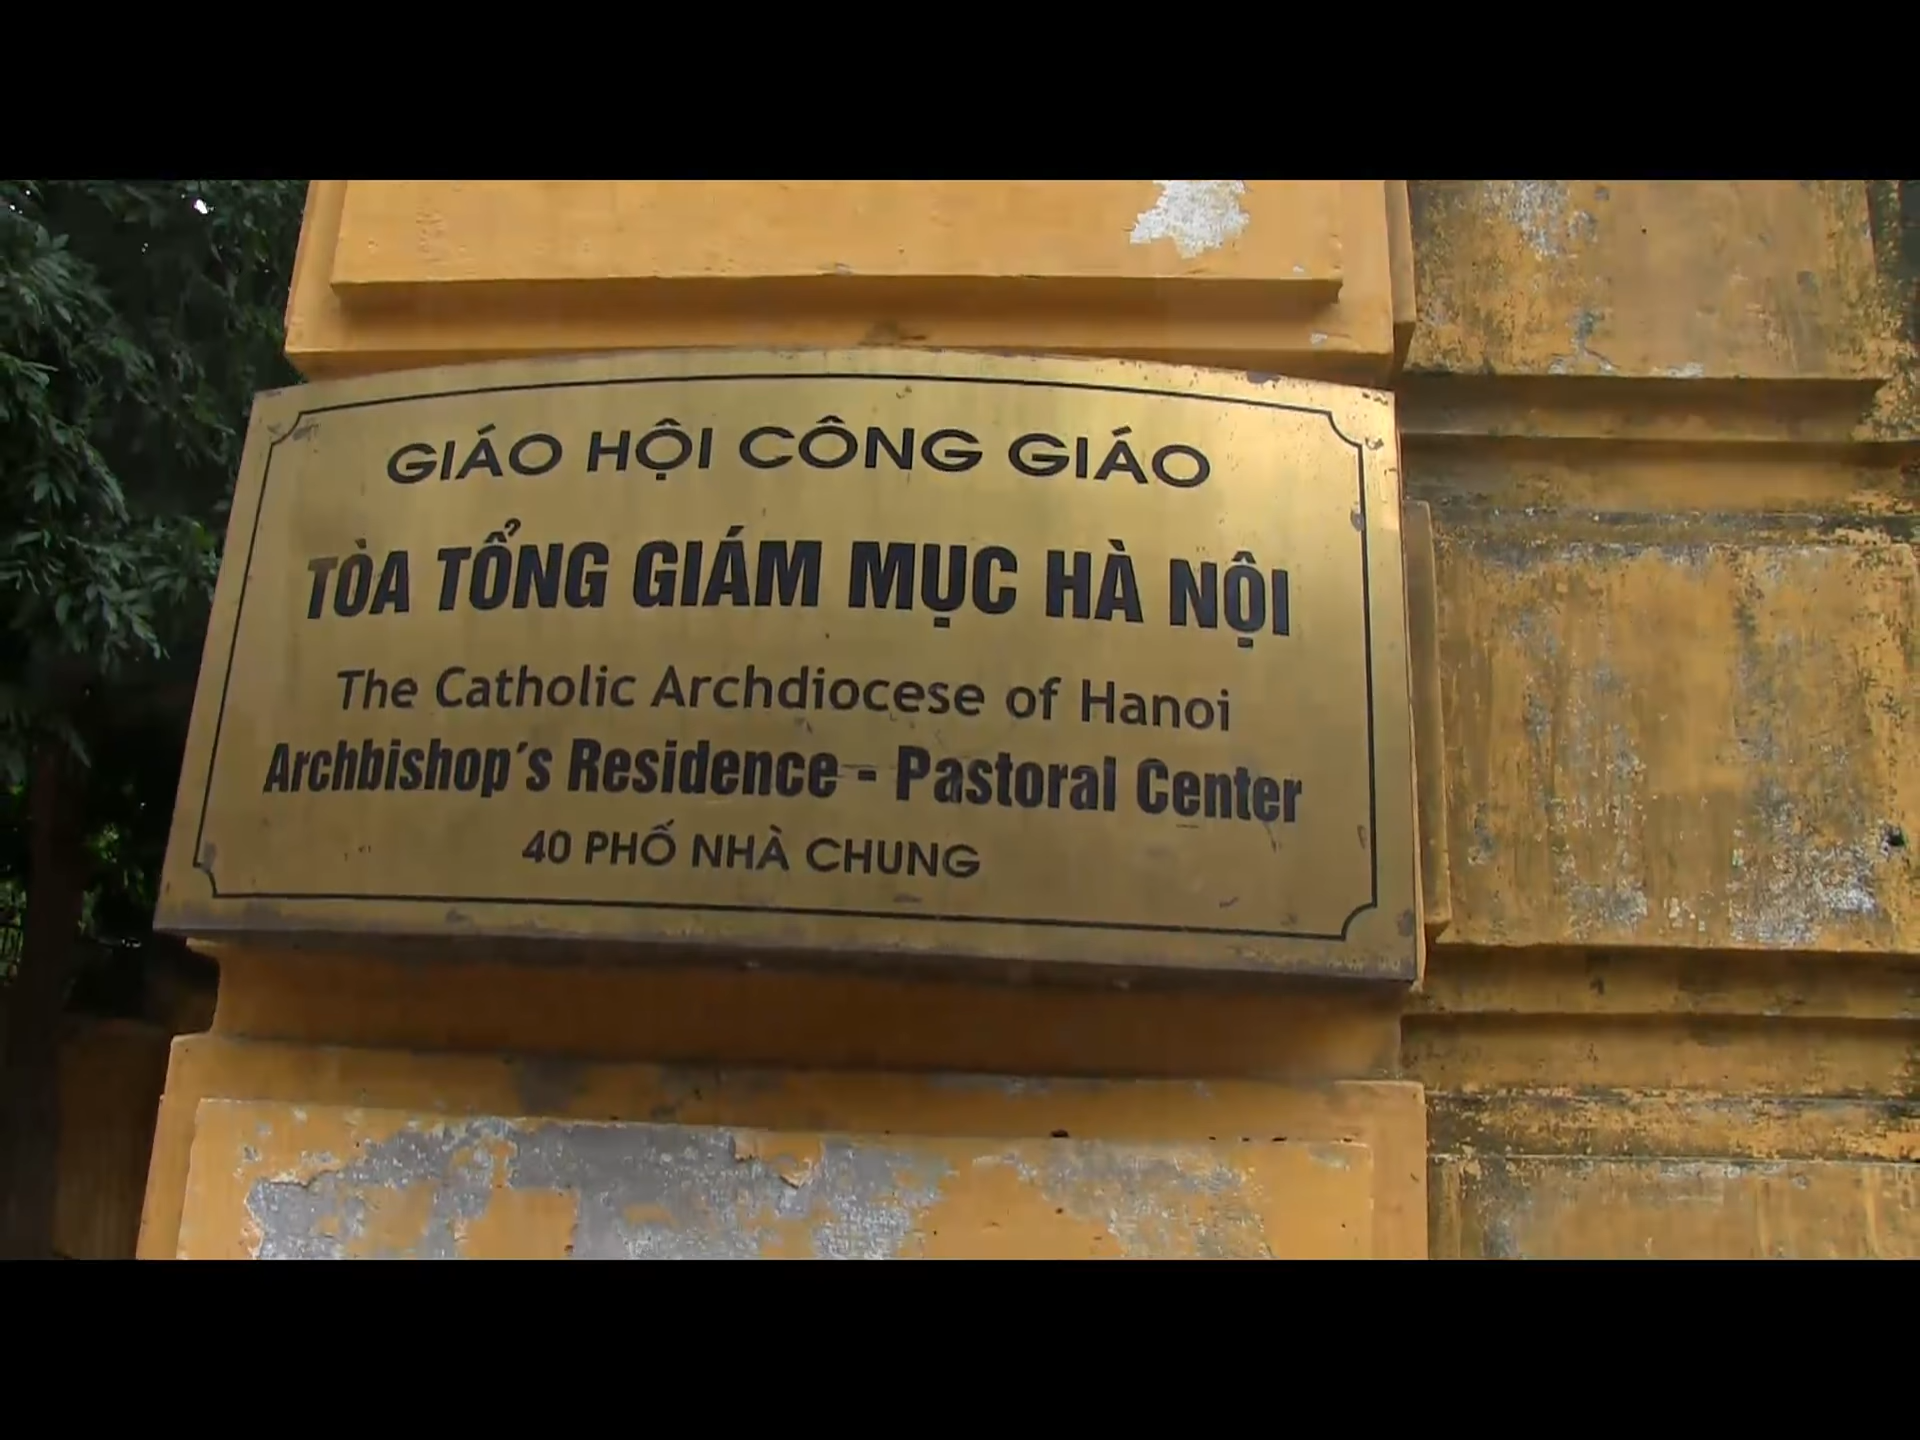 GIÁO HỘI CÔNG GIÁO
TÒA TỔNG GIÁM MỤC HÀ NỘI
The Catholic Archdiocese of Hanoi
Archbishop´s Residence - Pastoral Center
40 PHỐ NHÀ CHUNG